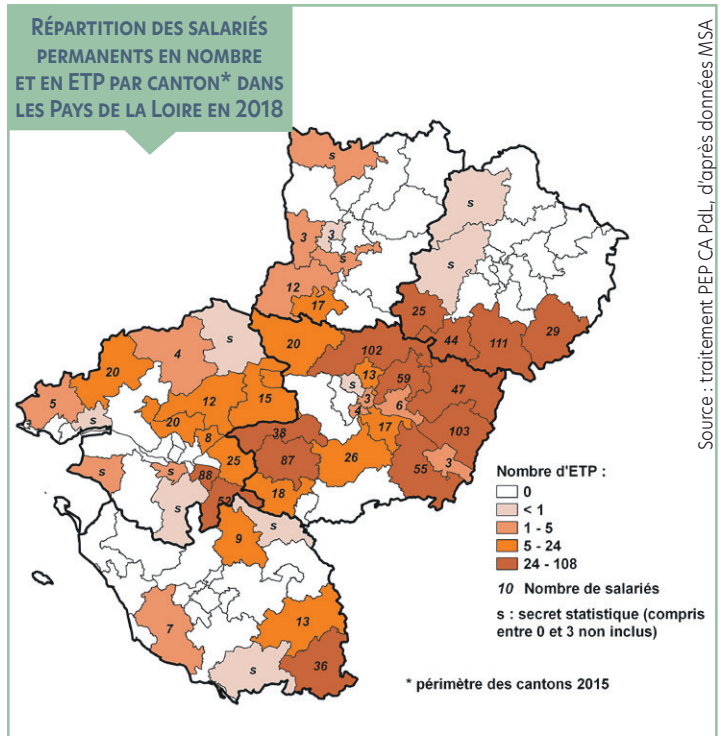 RÉPARTITION DES SALARIÉS
PERMANENTS EN NOMBRE
ET EN ETP PAR CANTON* DANS
LES PAYS DE LA LOIRE EN 2018
Source : traitement PEP CA PdL, d'après données MSA
s
s
3
3
s
s
12
17
25
44
111
29
20
102
4
s
20
13
59
47
s
3
6
4
5
12
15
s
20
8
17
103
38
3
87
26
55
25
s
s
88
18
52
s
s
9
7
13
s
36
Nombre d'ETP :
0
< 1
1 - 5
5 - 24
24 - 108
10 Nombre de salariés
s : secret statistique (compris
entre 0 et 3 non inclus)
* périmètre des cantons 2015